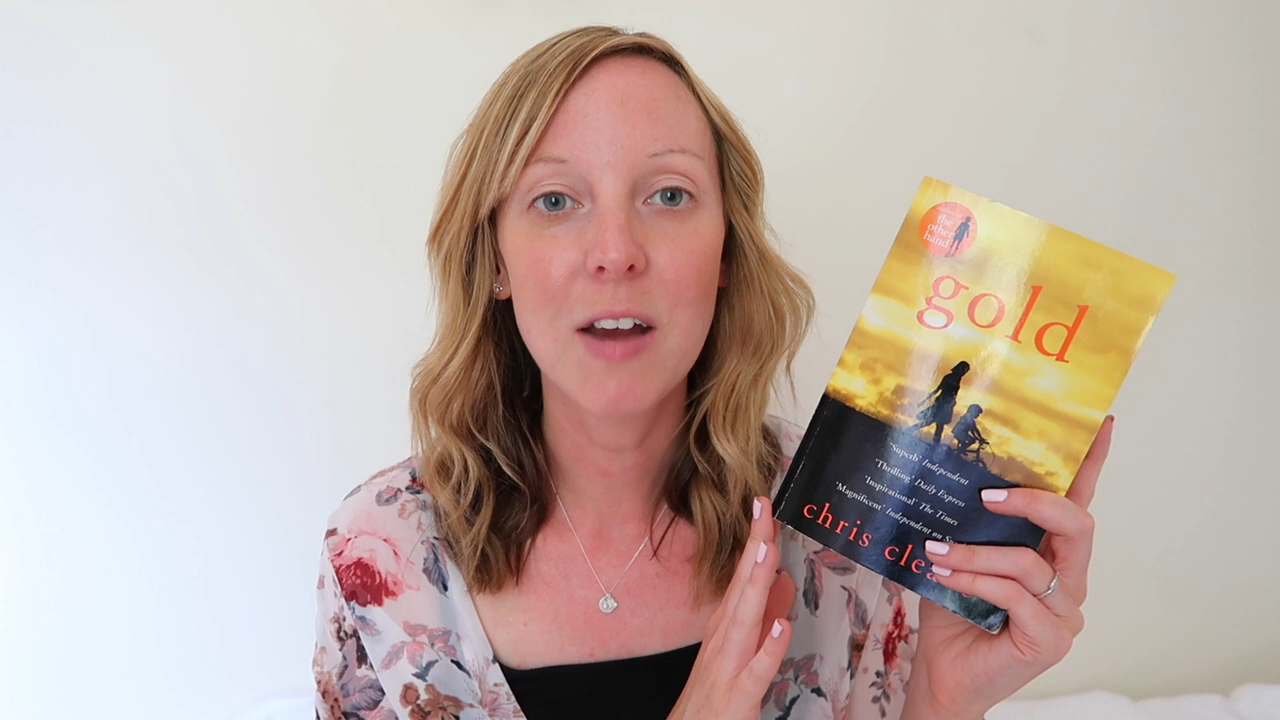 the
other
hand
gold
'Superb' Independent
'Thrilling' Daily Express
'Inspirational' The Times
'Magnificent' Independent on
chris